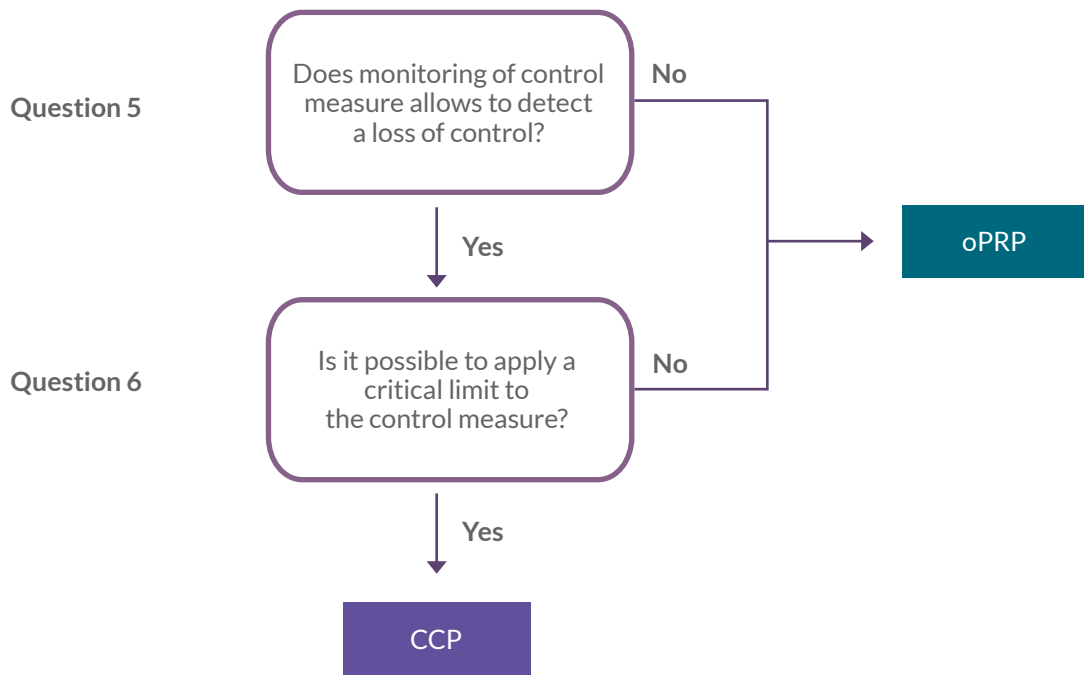 Question 5
Does monitoring of control
measure allows to detect
a loss of control?
No
Yes
oPRP
Question 6
Is it possible to apply a
critical limit to
the control measure?
No
Yes
CCP